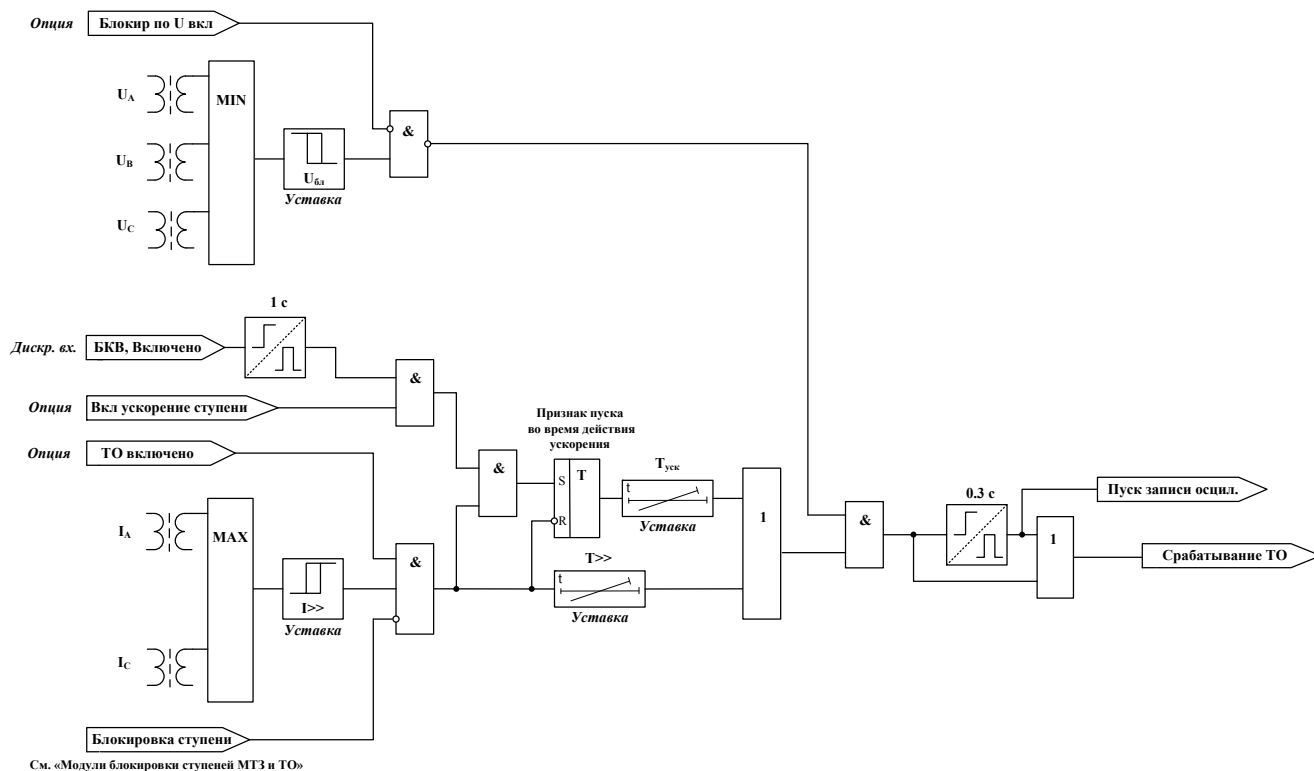 Опция
Блокир по U вкл
UA
UB
UC
MIN
Uбл
Уставка
&
1 с
Дискр. вх.
БКВ, Включено
&
Опция
Вкл ускорение ступени
Опция
ТО включено
Признак пуска
во время действия
ускорения
&
S
T
R
Tуск
t
Уставка
T>>
t
Уставка
1
&
0.3 с
1
Пуск записи осцил.
Срабатывание ТО
IA
IC
MAX
I>>
Уставка
&
Блокировка ступени
См. «Модули блокировки ступеней МТЗ и ТО»